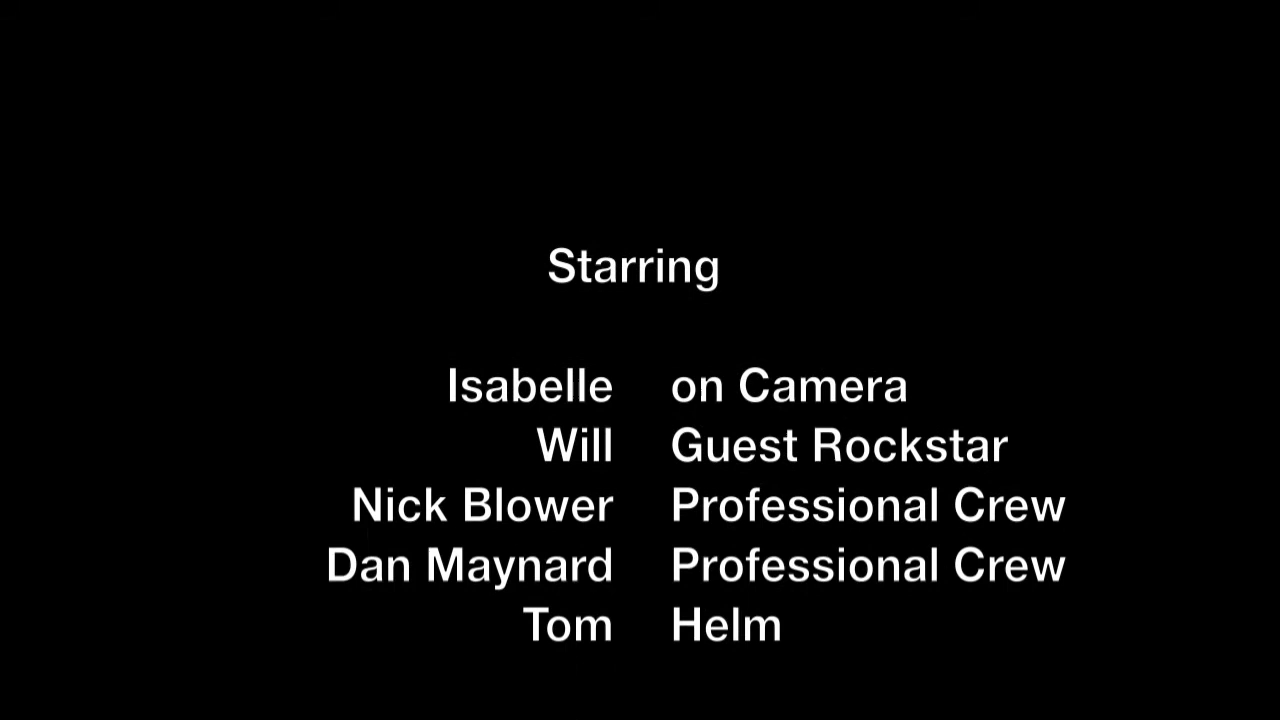 Starring
Isabelle on Camera
Will Guest Rockstar
Nick Blower Professional Crew
Dan Maynard Professional Crew
Tom Helm